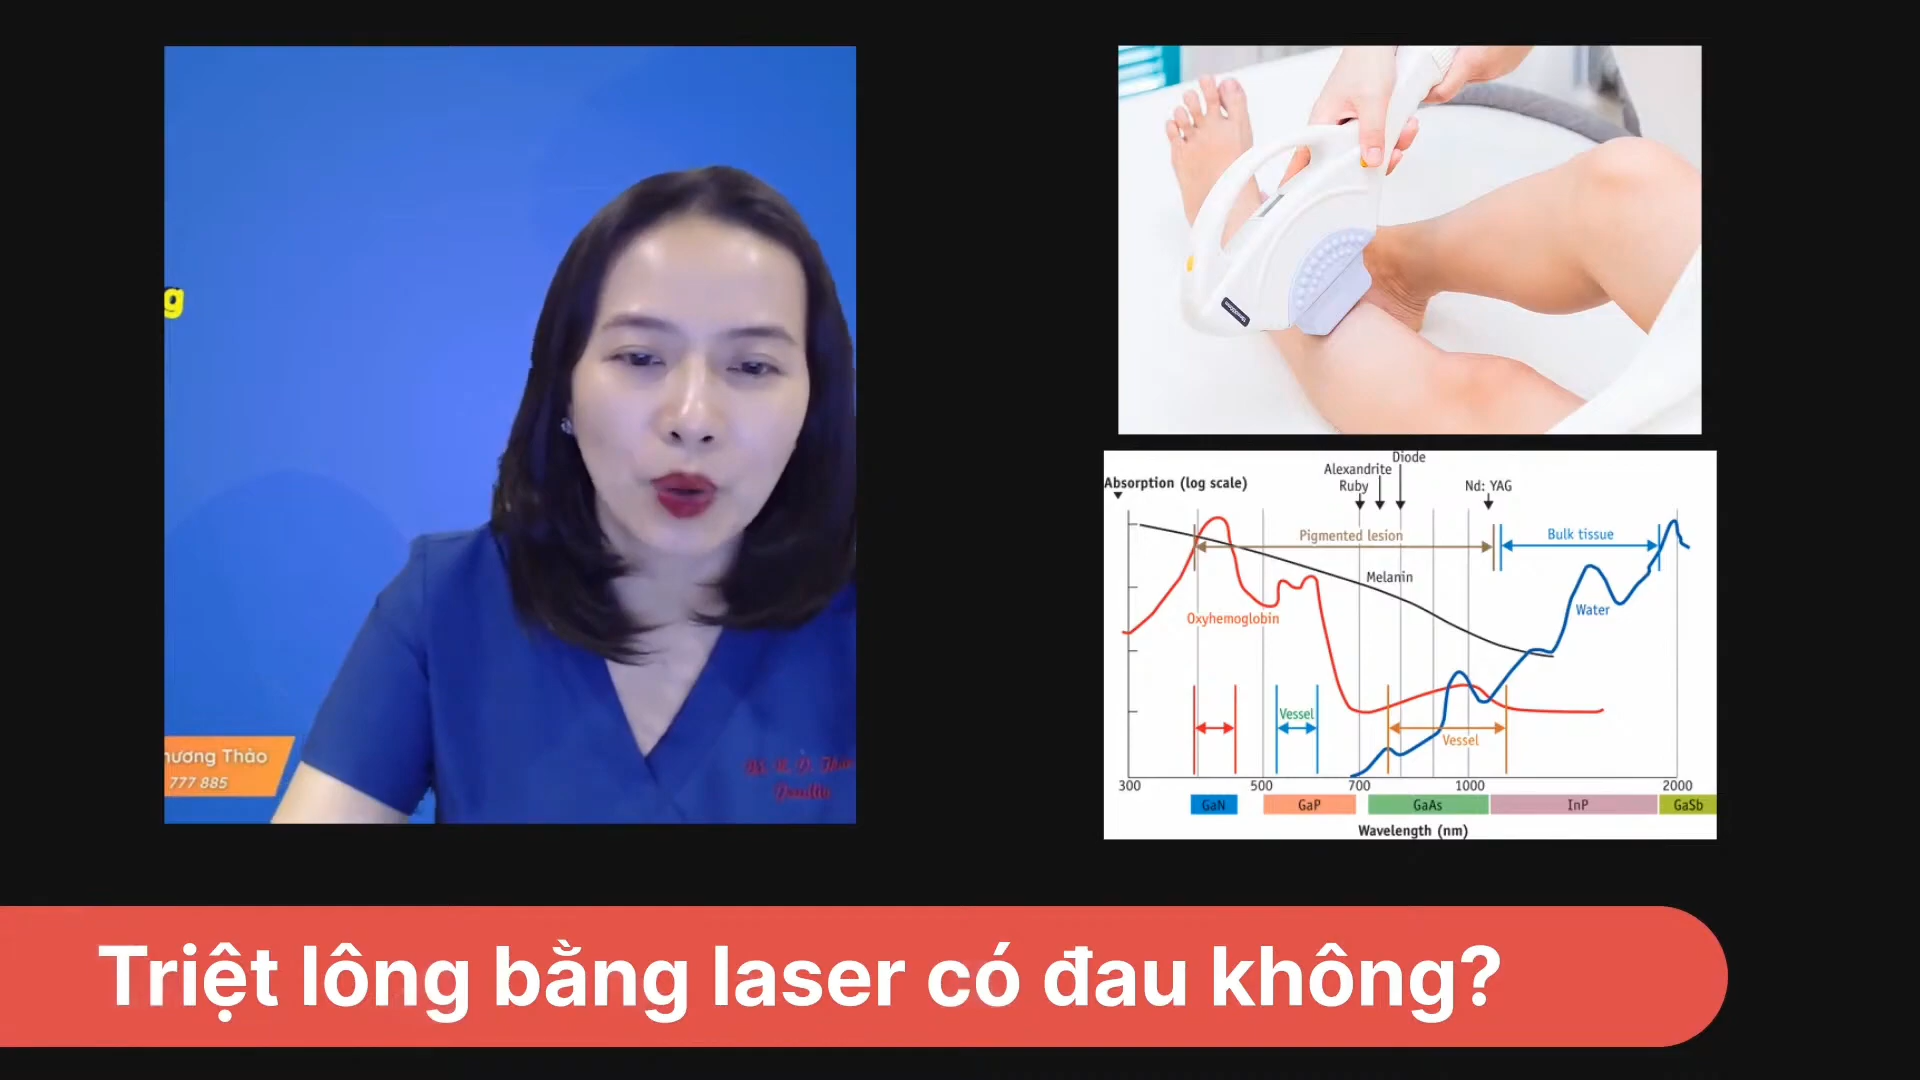 g
hương Thảo
777 885
Diode
Alexandrite
Absorption (log scale)
Ruby
Nd: YAG
Pigmented lesion
Bulk tissue
Melanin
Water
Oxyhemoglobin
Vessel
Vessel
300
500
700
1000
2000
GaN
GaP
GaAs
InP
GaSb
Wavelength (nm)
Triệt lông bằng laser có đau không?